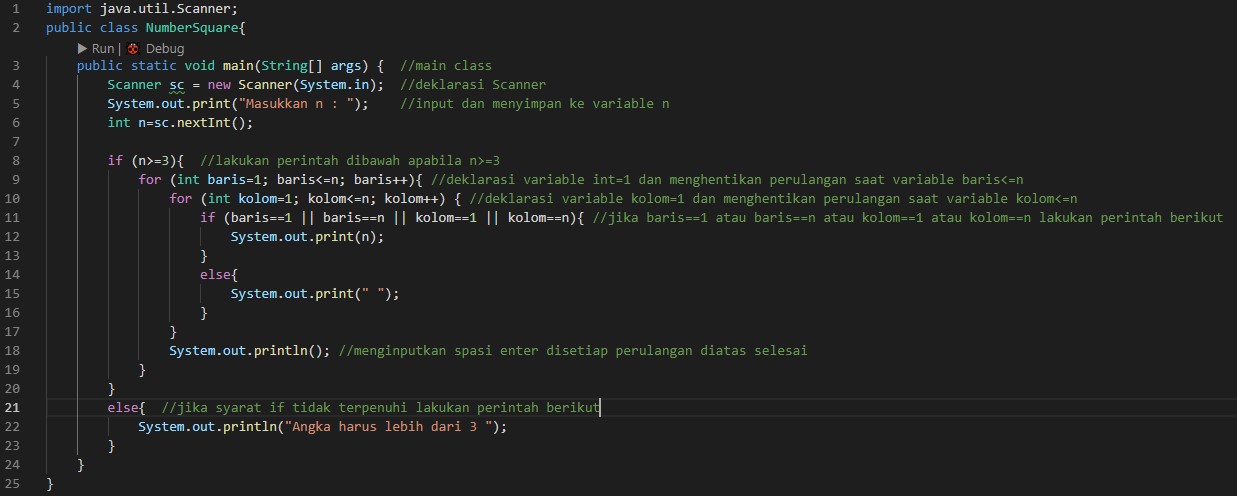 1 import java.util.Scanner;
2 public class NumberSquare{
Run | Debug
3 public static void main(String[] args) { //main class
4 Scanner sc = new Scanner(System.in); //deklarasi Scanner
5 System.out.print("Masukkan n : "); //input dan menyimpan ke variable n
6 int n=sc.nextInt();
7
8 if (n>=3){ //lakukan perintah dibawah apabila n>=3
9 for (int baris=1; baris<=n; baris++){ //deklarasi variable int=1 dan menghentikan perulangan saat variable baris<=n
10 for (int kolom=1; kolom<=n; kolom++) { //deklarasi variable kolom=1 dan menghentikan perulangan saat variable kolom<=n
11 if (baris==1 || baris==n || kolom==1 || kolom==n){ //jika baris==1 atau baris==n atau kolom==1 atau kolom==n lakukan perintah berikut
12 System.out.print(n);
13 }
14 else{
15 System.out.print(" ");
16 }
17 }
18 System.out.println(); //menginputkan spasi enter disetiap perulangan diatas selesai
19 }
20 }
21 else{ //jika syarat if tidak terpenuhi lakukan perintah berikut
22 System.out.println("Angka harus lebih dari 3 ");
23 }
24 }
25 }